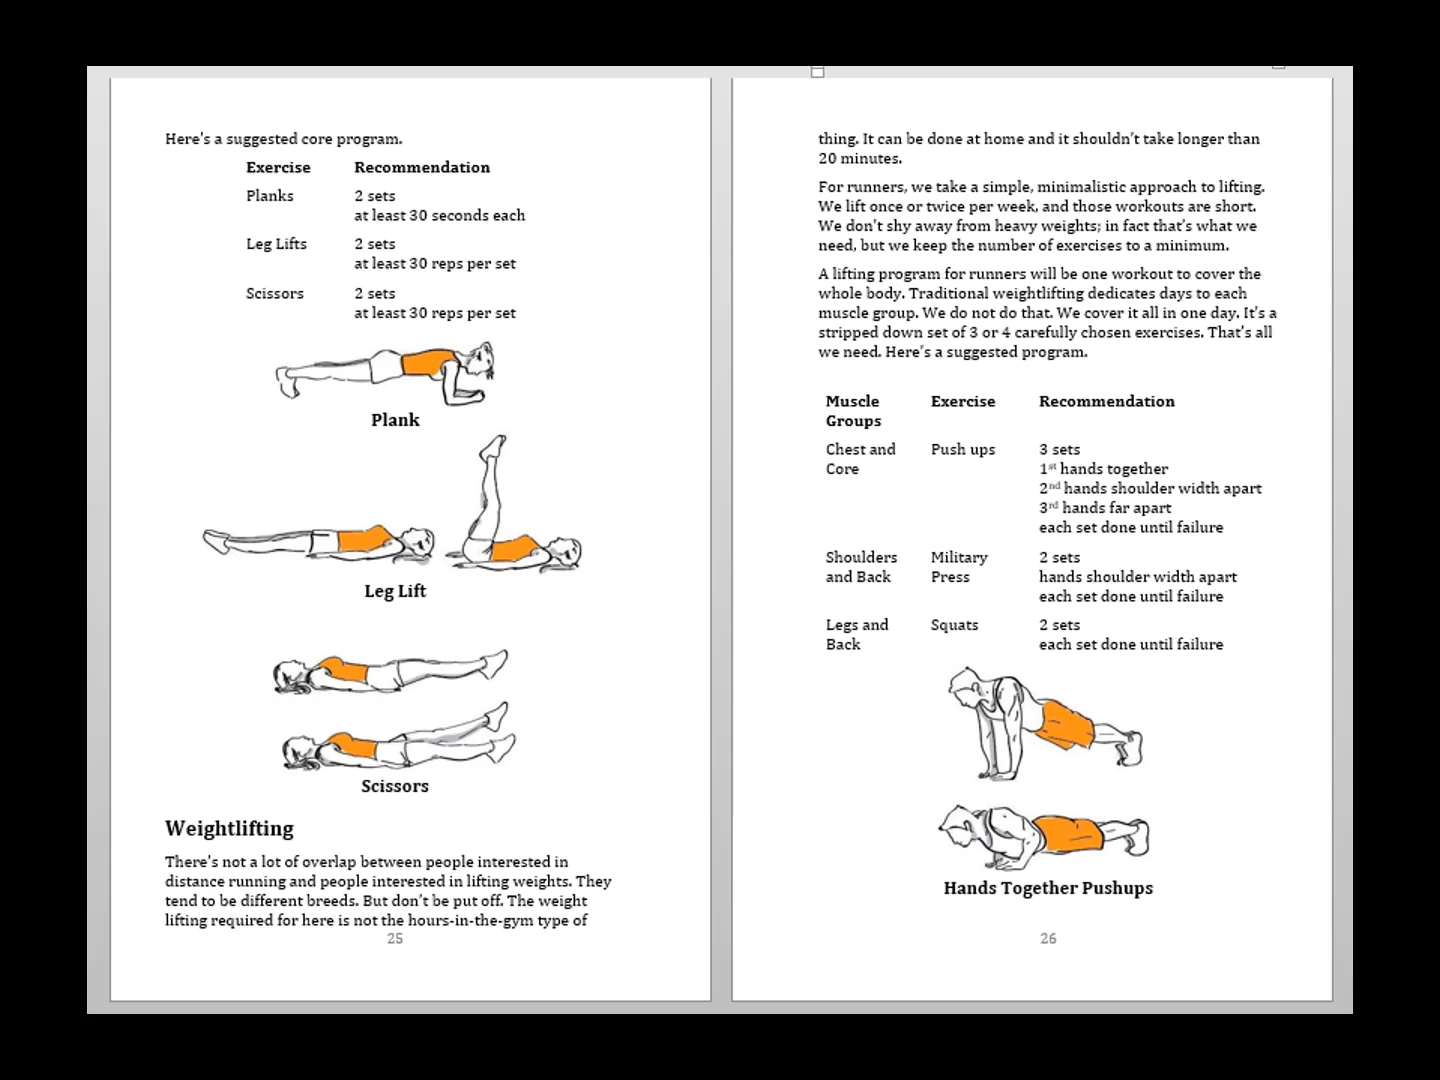 Here's a suggested core program.
Exercise Recommendation
Planks 2 sets
at least 30 seconds each
Leg Lifts 2 sets
at least 30 reps per set
Scissors 2 sets
at least 30 reps per set
Plank
Leg Lift
Scissors
Weightlifting
There's not a lot of overlap between people interested in
distance running and people interested in lifting weights. They
tend to be different breeds. But don't be put off. The weight
lifting required for here is not the hours-in-the-gym type of
25
thing. It can be done at home and it shouldn't take longer than
20 minutes.
For runners, we take a simple, minimalistic approach to lifting.
We lift once or twice per week, and those workouts are short.
We don't shy away from heavy weights; in fact that's what we
need, but we keep the number of exercises to a minimum.
A lifting program for runners will be one workout to cover the
whole body. Traditional weightlifting dedicates days to each
muscle group. We do not do that. We cover it all in one day. It's a
stripped down set of 3 or 4 carefully chosen exercises. That's all
we need. Here's a suggested program.
Muscle Exercise Recommendation
Groups
Chest and Push ups 3 sets
Core 1st hands together
2nd hands shoulder width apart
3rd hands far apart
each set done until failure
Shoulders Military 2 sets
and Back Press hands shoulder width apart
each set done until failure
Legs and Squats 2 sets
Back each set done until failure
Hands Together Pushups
26